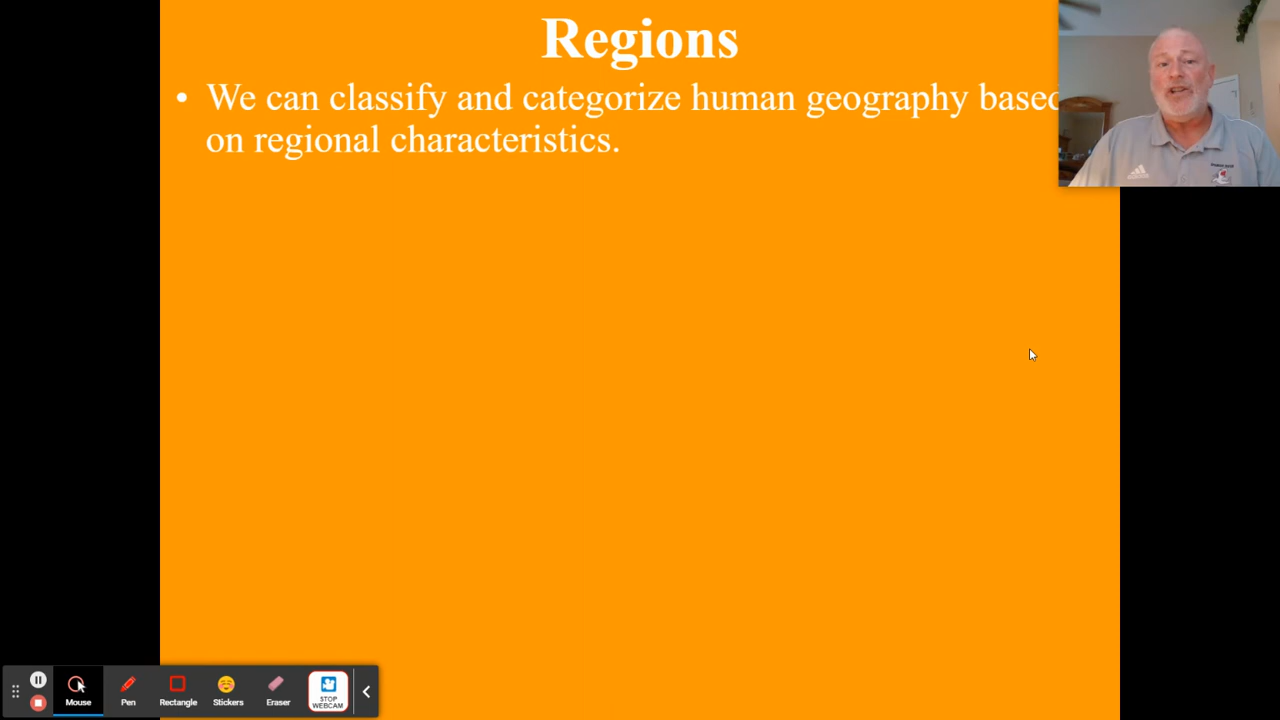 Regions
• We can classify and categorize human geography based
on regional characteristics.
Mouse
Pen
Rectangle
Stickers
Eraser
STOP
WEBCAM